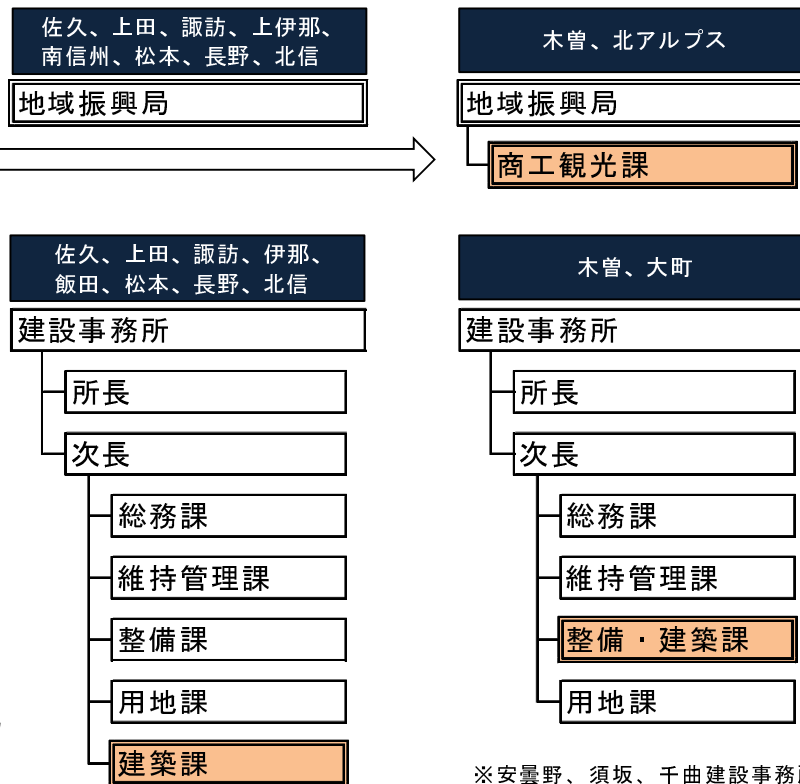 佐久、上田、諏訪、上伊那、
南信州、松本、長野、北信
地域振興局
木曽、北アルプス
地域振興局
商工観光課
佐久、上田、諏訪、伊那、
飯田、松本、長野、北信
建設事務所
所長
次長
総務課
維持管理課
整備課
用地課
建築課
木曽、大町
建設事務所
所長
次長
総務課
維持管理課
整備・建築課
用地課
※安曇野、須坂、千曲建設事務